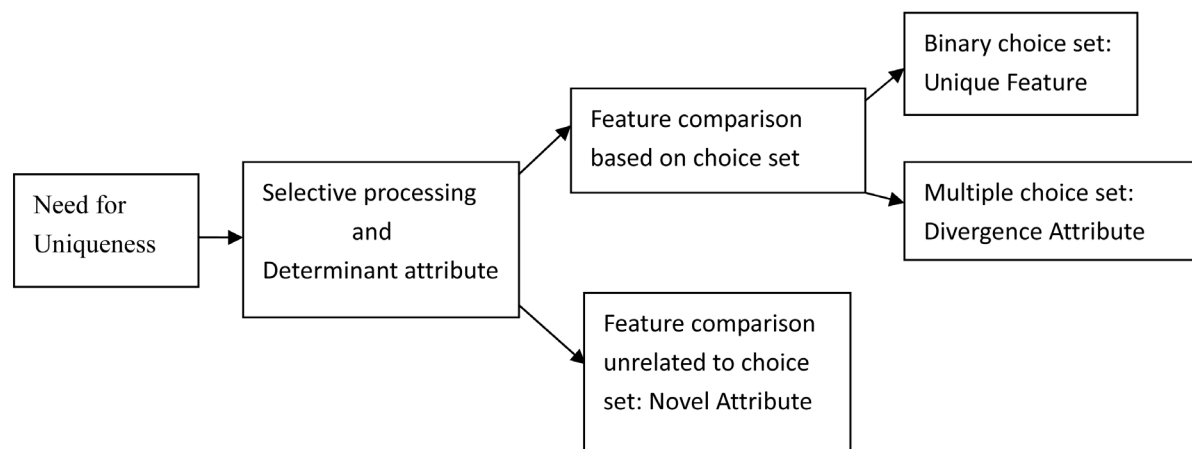 Need for
Uniqueness
Selective processing
and
Determinant attribute
Feature comparison
based on choice set
Binary choice set:
Unique Feature
Multiple choice set:
Divergence Attribute
Feature comparison
unrelated to choice
set: Novel Attribute